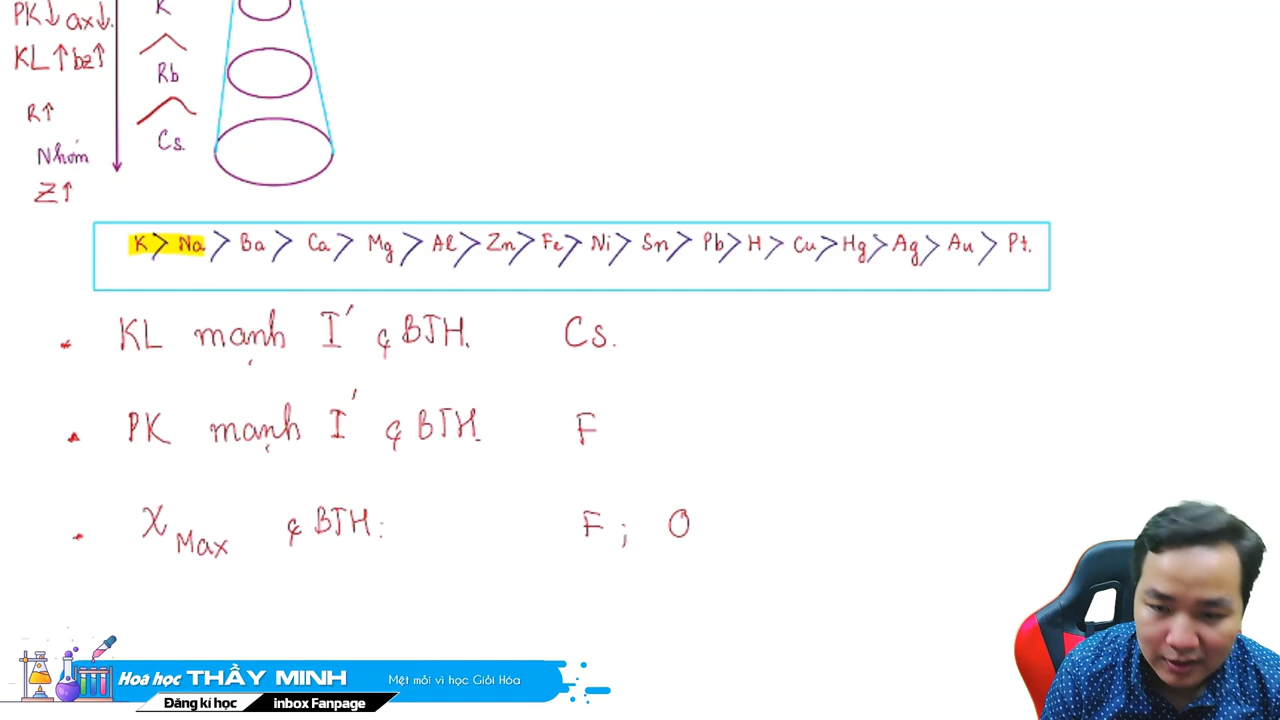 PK↓ ax↓.
K
KL↑ bz↑
Rb
R↑
Cs.
Nhóm
Z↑
K > Na > Ba > Ca > Mg > Al > Zn > Fe > Ni > Sn > Pb > H > Cu > Hg > Ag > Au > Pt.
KL mạnh I' ç BTH. Cs.
PK mạnh I' ç BTH. F
χ Max ç BTH: F ; O
Hoá học THẦY MINH Mệt mỏi vì học Giỏi Hóa
Đăng kí học inbox Fanpage